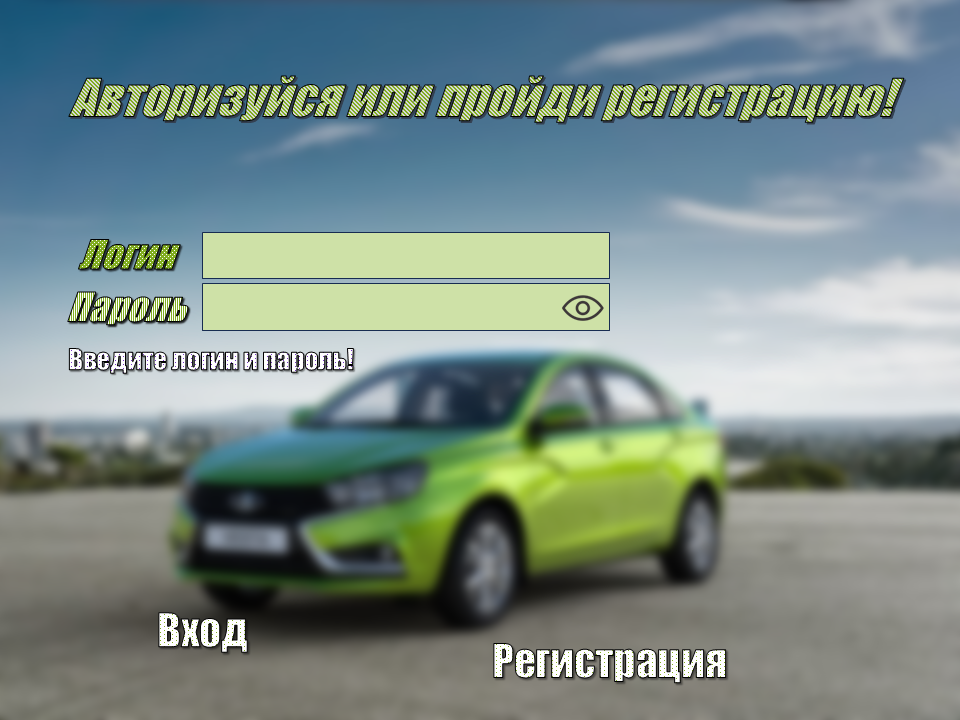 Авторизуйся или пройди регистрацию!
Логин
Пароль
Введите логин и пароль!
Вход
Регистрация